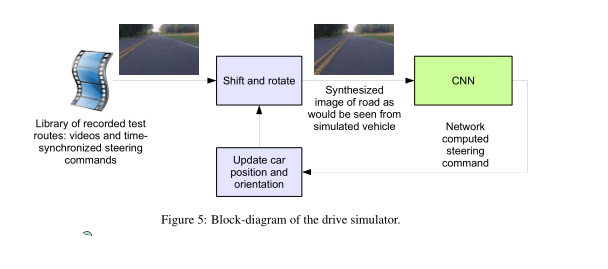 Shift and rotate
CNN
Library of recorded test
routes: videos and time-
synchronized steering
commands
Synthesized
image of road as
would be seen from
simulated vehicle
Network
computed
steering
command
Update car
position and
orientation
Figure 5: Block-diagram of the drive simulator.